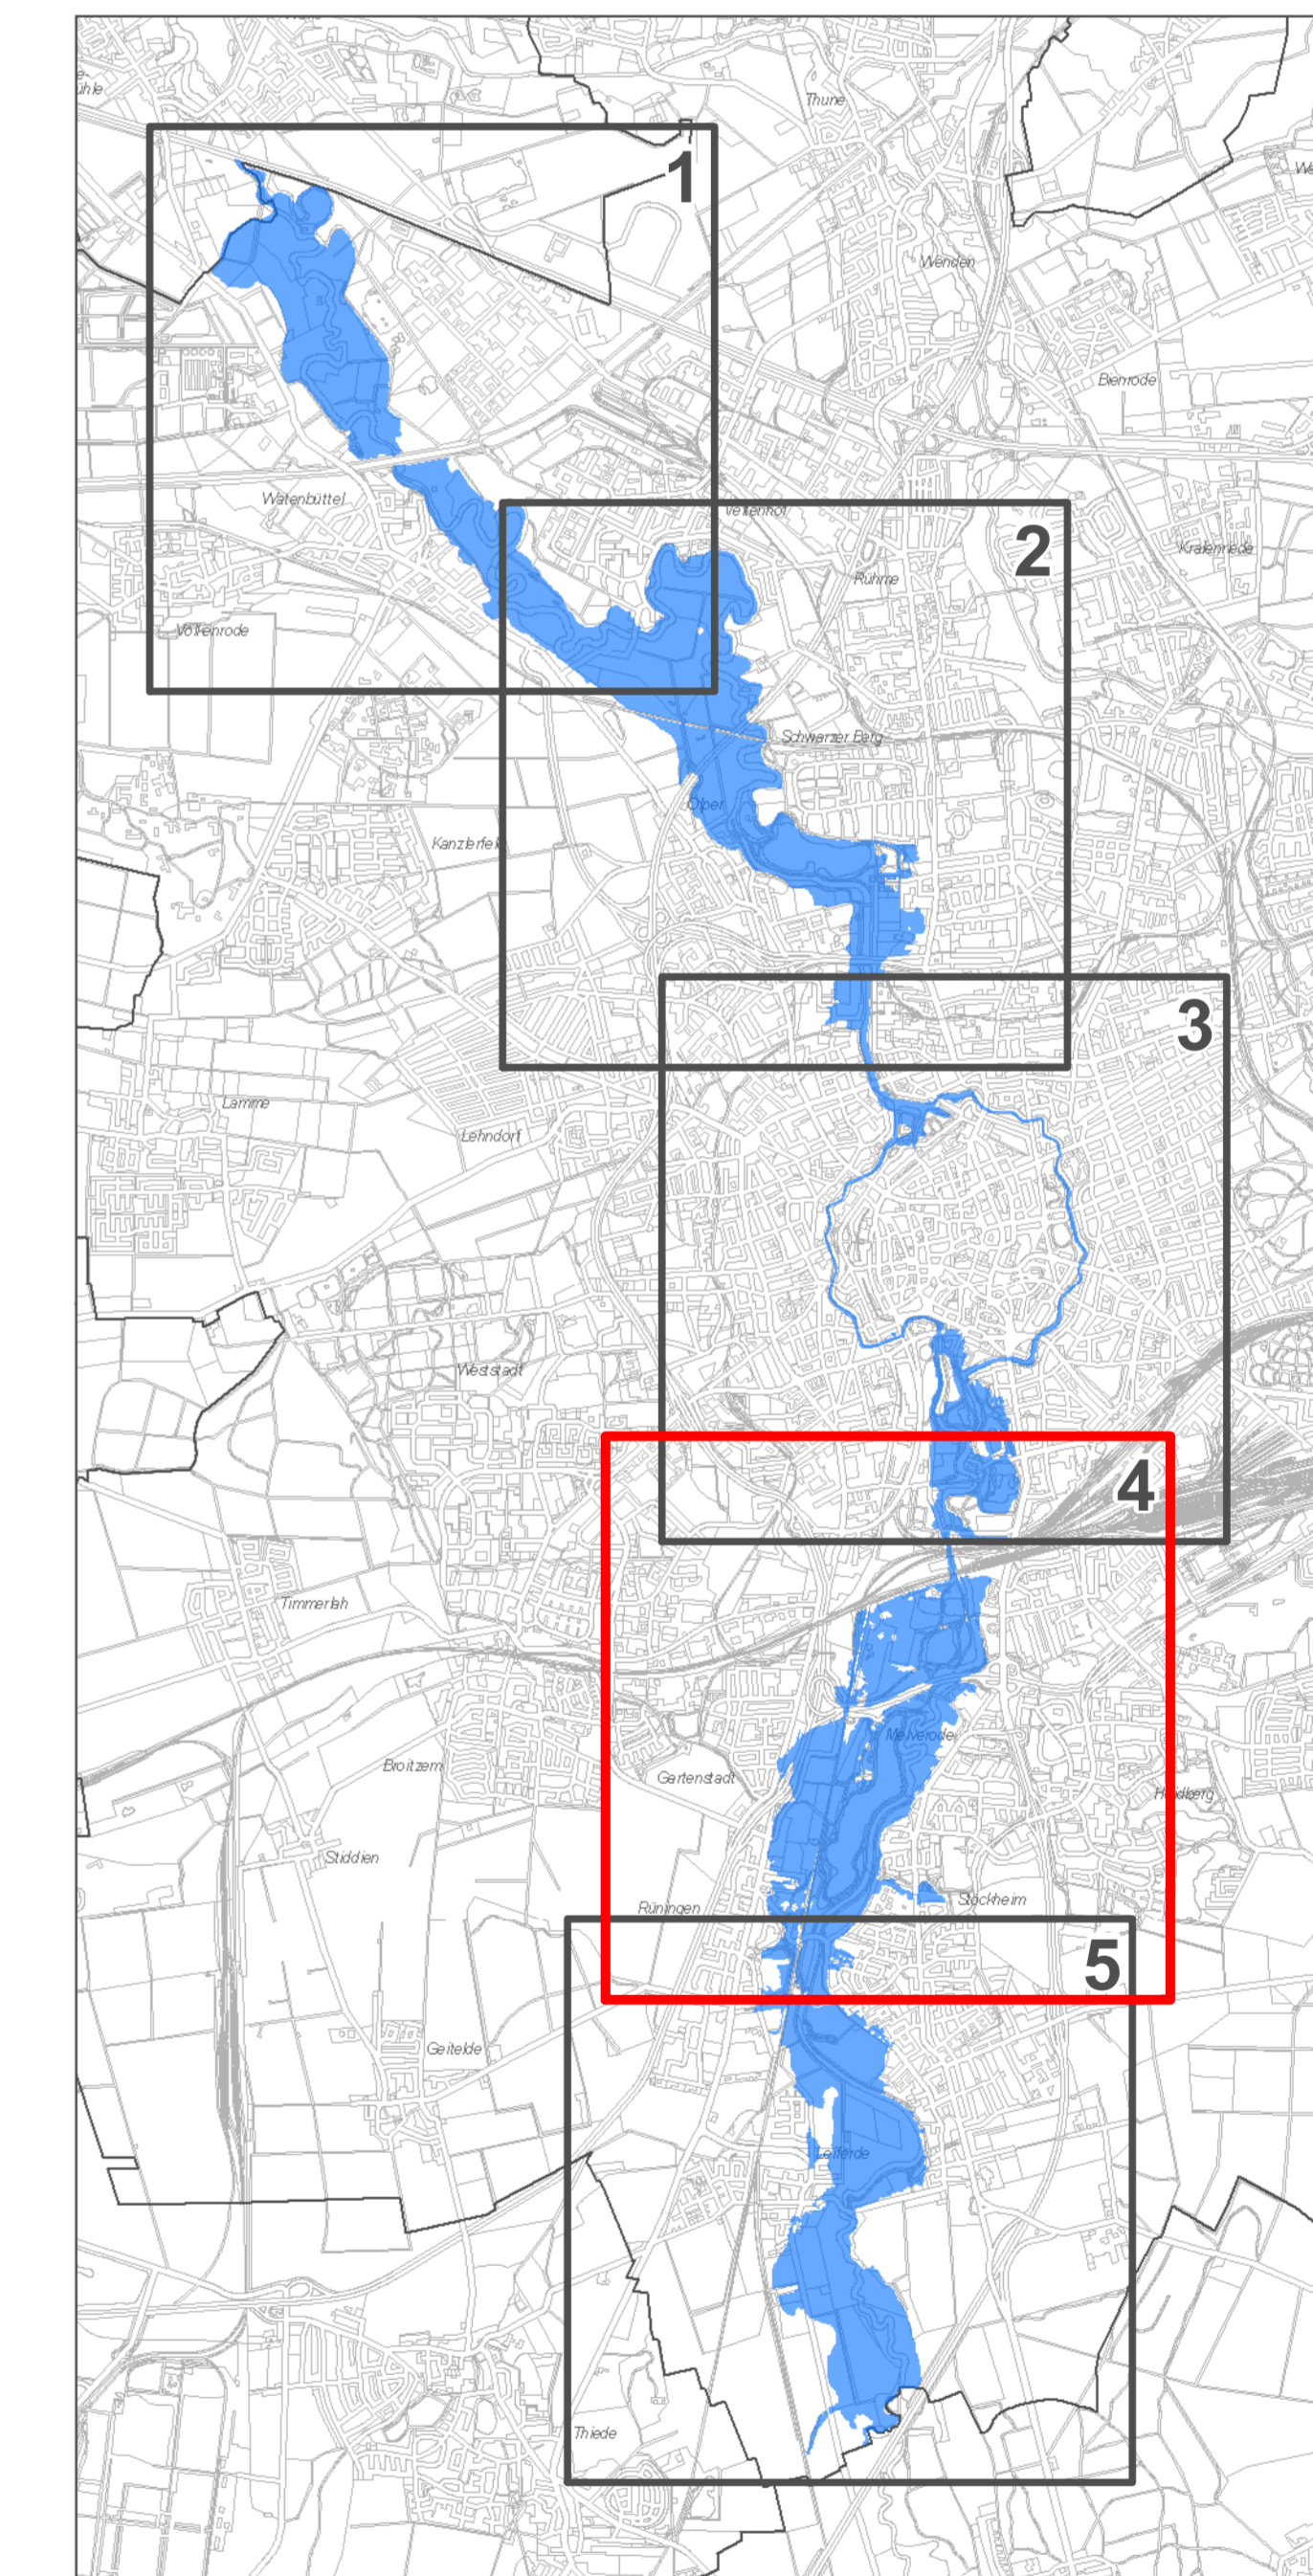 Thune
1
Wenden
Bienrode
Watenbüttel
Veltenhof
2
Kralenriede
Rühme
Völkenrode
Schwarzer Berg
Ölper
Kanzlerfeld
3
Lamme
Lehndorf
Weststadt
4
Timmerlah
Melverode
Broitzem
Gartenstadt
Heidberg
Stiddien
Stöckheim
Rüningen
5
Geitelde
Leiferde
Thiede